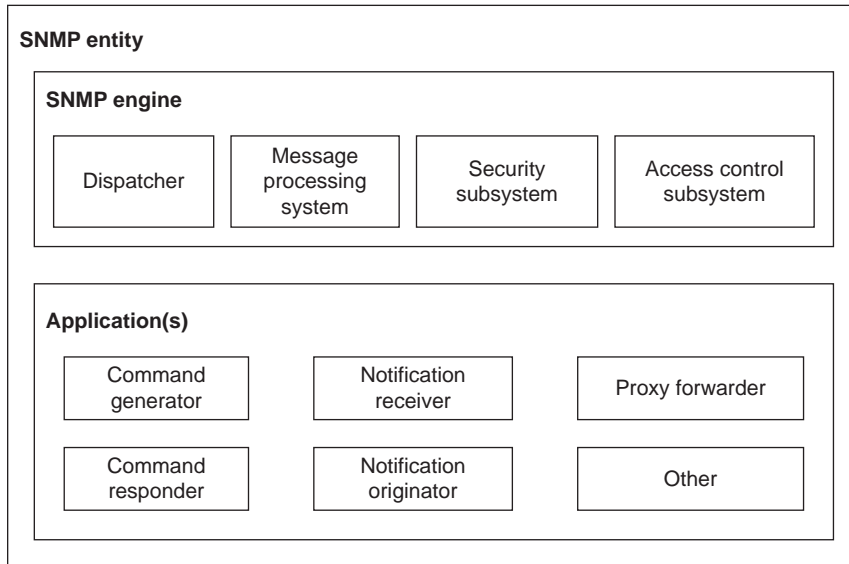 SNMP entity
SNMP engine
Dispatcher
Message
processing
system
Security
subsystem
Access control
subsystem
Application(s)
Command
generator
Notification
receiver
Proxy forwarder
Command
responder
Notification
originator
Other